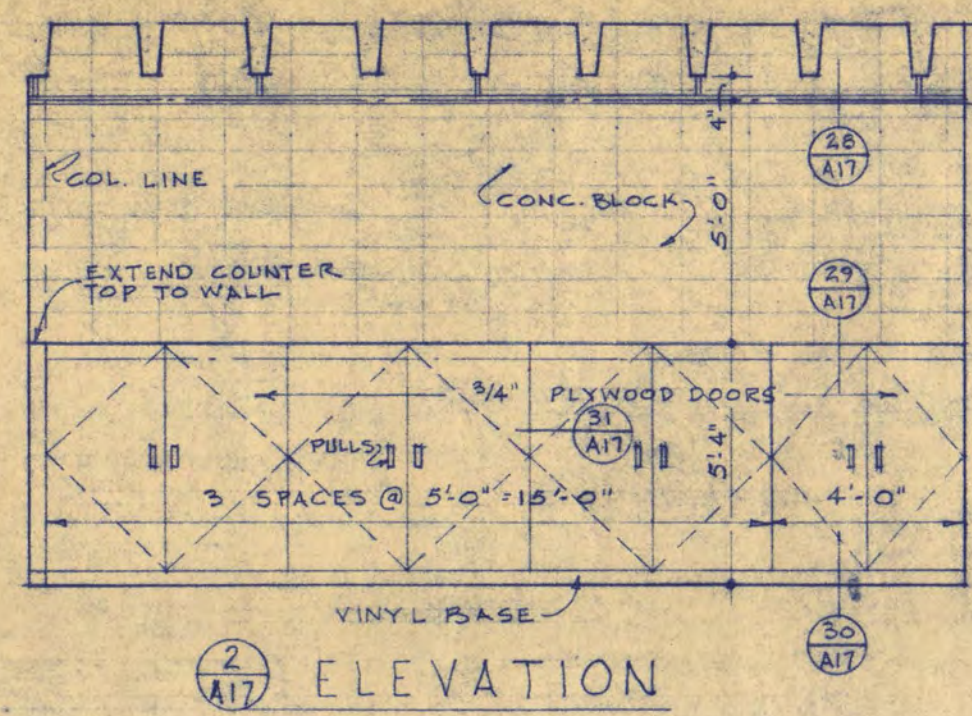 4"
28
A17
COL. LINE
CONC. BLOCK
5'-0"
EXTEND COUNTER
TOP TO WALL
29
A17
3/4" PLYWOOD DOORS
31
A17
PULLS
5'-4"
3 SPACES @ 5'-0" = 15'-0"
4'-0"
VINYL BASE
30
A17
2
A17
ELEVATION